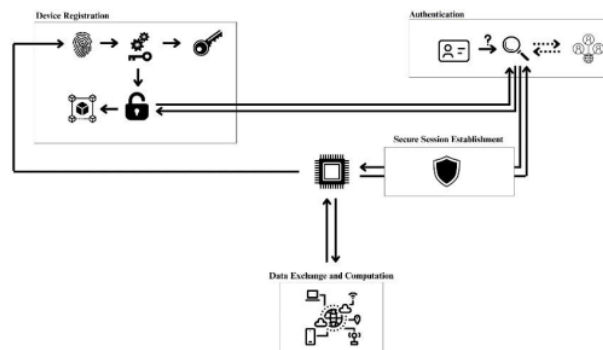 Device Registration
Authentication
?
Secure Session Establishment
Data Exchange and Computation